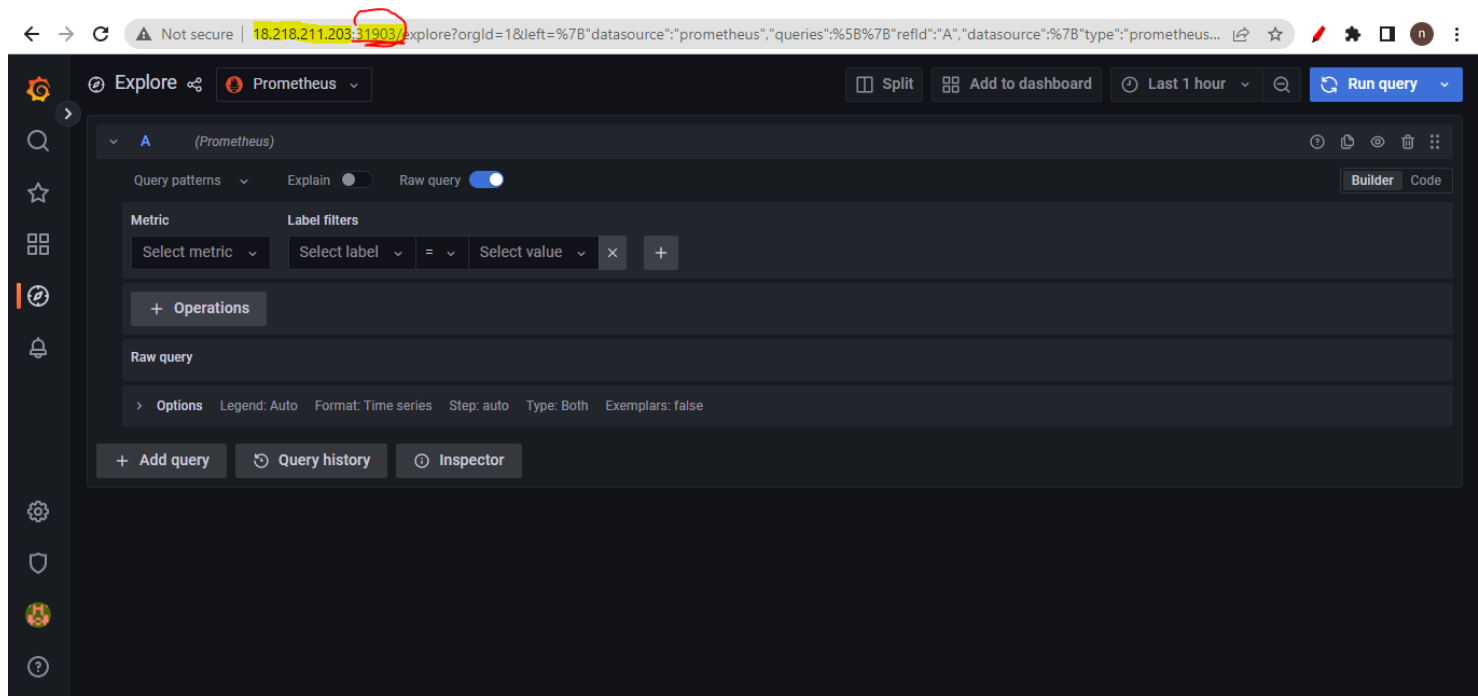 Not secure | 18.218.211.203:31903/explore?orgId=1&left=%7B"datasource":"prometheus","queries":%5B%7B"refId":"A","datasource":%7B"type":"prometheus... n
Explore Prometheus Split Add to dashboard Last 1 hour Run query
A (Prometheus)
Query patterns Explain Raw query Builder Code
Metric Label filters
Select metric Select label = Select value × +
+ Operations
Raw query
> Options Legend: Auto Format: Time series Step: auto Type: Both Exemplars: false
+ Add query Query history Inspector